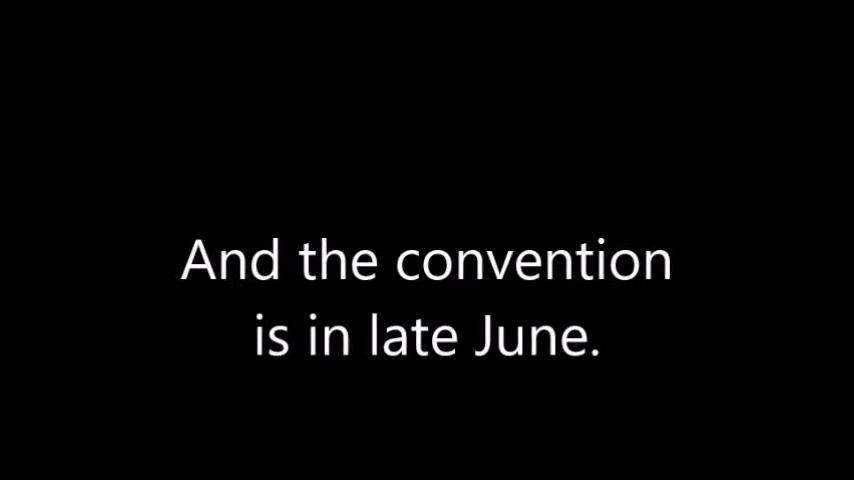 And the convention
is in late June.